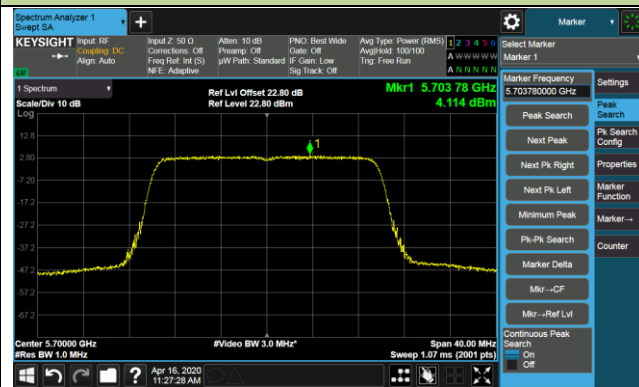 Spectrum Analyzer 1
Swept SA
Marker
KEYSIGHT
Input: RF
Coupling: DC
Align: Auto
Input Z: 50 Ω
Corrections: Off
Freq Ref: Int (S)
NFE: Adaptive
Atten: 10 dB
Preamp: Off
µW Path: Standard
PNO: Best Wide
Gate: Off
IF Gain: Low
Sig Track: Off
Avg Type: Power (RMS)
Avg|Hold: 100/100
Trig: Free Run
1 2 3 4 5 6
A W W W W W
A N N N N N
Select Marker
Marker 1
LXI
1 Spectrum
Scale/Div 10 dB
Log
Ref Lvl Offset 22.80 dB
Ref Level 22.80 dBm
Mkr1 5.703 78 GHz
4.114 dBm
1
12.8
2.80
-7.20
-17.2
-27.2
-37.2
-47.2
-57.2
-67.2
Center 5.70000 GHz
#Res BW 1.0 MHz
#Video BW 3.0 MHz*
Span 40.00 MHz
Sweep 1.07 ms (2001 pts)
Marker Frequency
5.703780000 GHz
Peak Search
Next Peak
Next Pk Right
Next Pk Left
Minimum Peak
Pk-Pk Search
Marker Delta
Mkr→CF
Mkr→Ref Lvl
Continuous Peak
Search
On
Off
Settings
Peak
Search
Pk Search
Config
Properties
Marker
Function
Marker→
Counter
?
Apr 16, 2020
11:27:28 AM